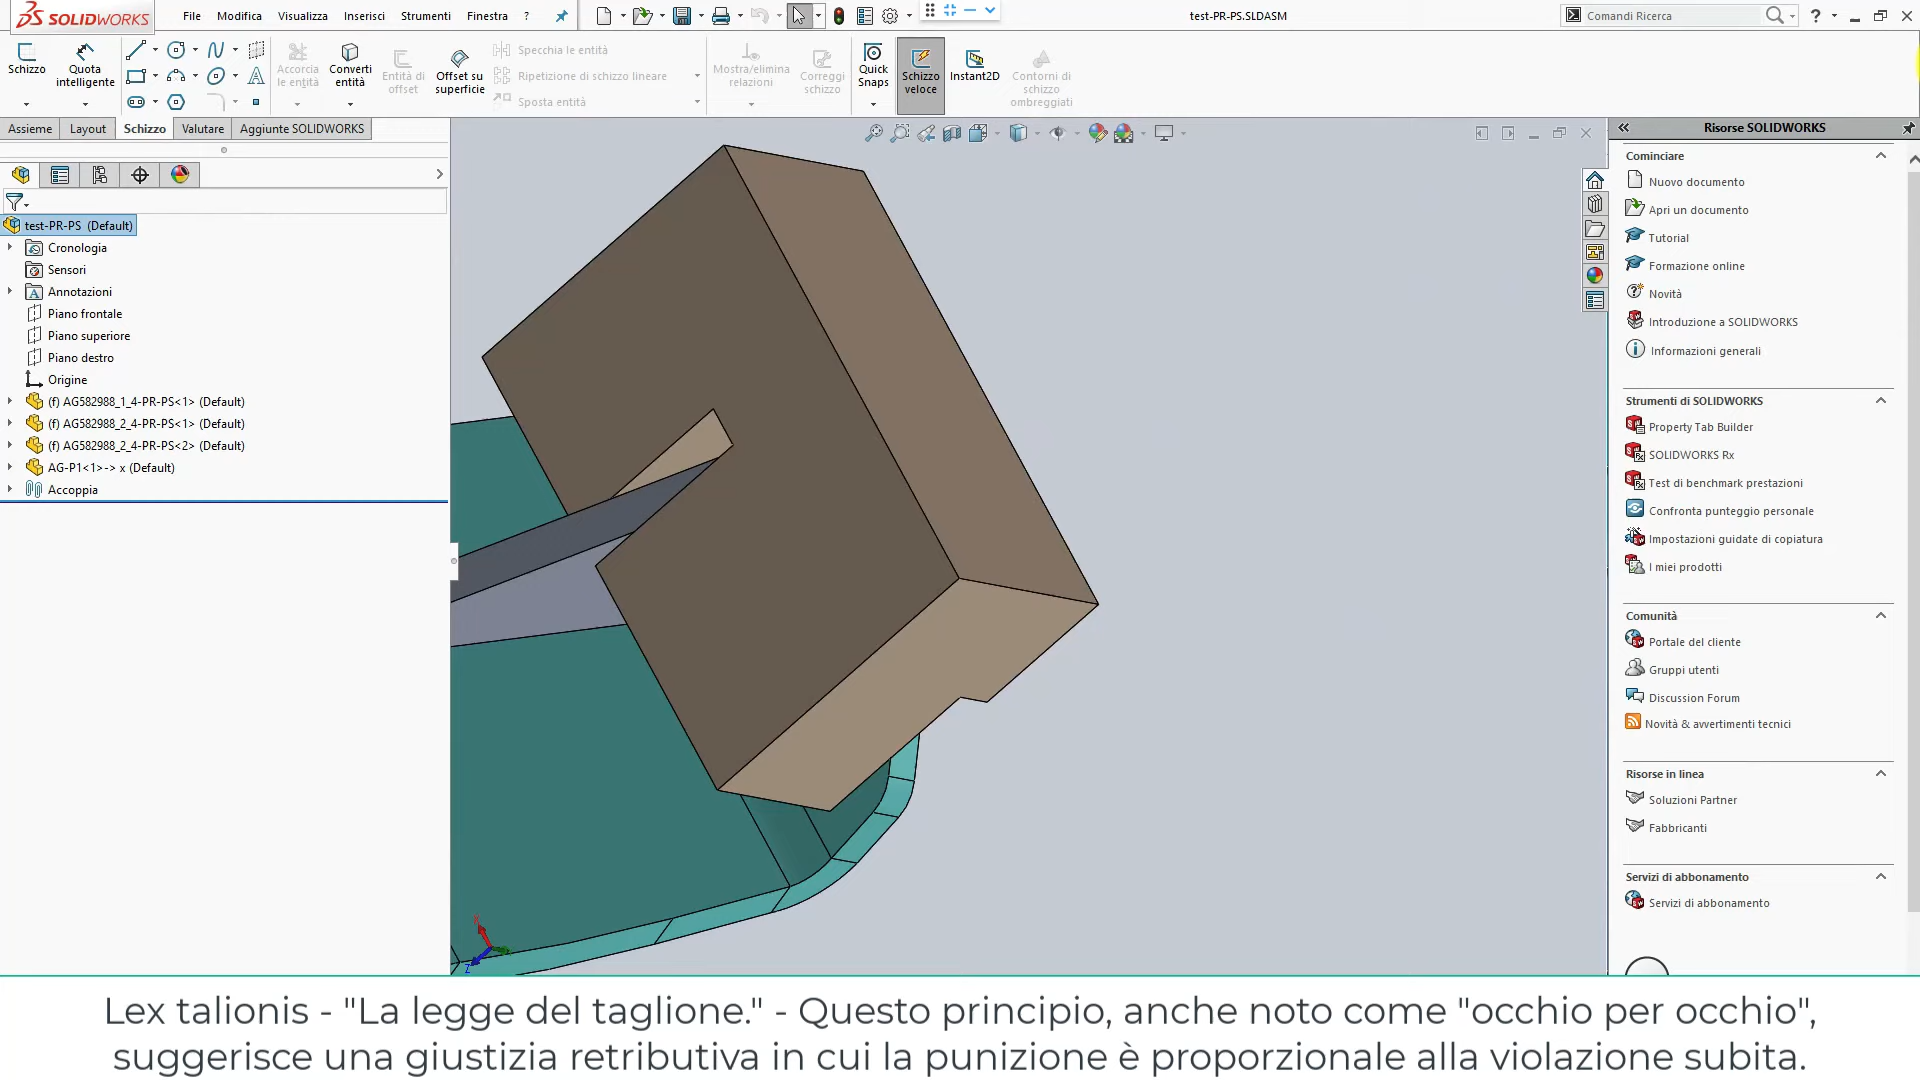 SOLIDWORKS
File Modifica Visualizza Inserisci Strumenti Finestra ?
test-PR-PS.SLDASM
Comandi Ricerca
?
Schizzo
Quota intelligente
Accorcia le entità
Converti entità
Entità di offset
Offset su superficie
Specchia le entità
Ripetizione di schizzo lineare
Sposta entità
Mostra/elimina relazioni
Correggi schizzo
Quick Snaps
Schizzo veloce
Instant2D
Contorni di schizzo ombreggiati
Assieme Layout Schizzo Valutare Aggiunte SOLIDWORKS
test-PR-PS (Default)
Cronologia
Sensori
Annotazioni
Piano frontale
Piano superiore
Piano destro
Origine
(f) AG582988_1_4-PR-PS<1> (Default)
(f) AG582988_2_4-PR-PS<1> (Default)
(f) AG582988_2_4-PR-PS<2> (Default)
AG-P1<1>-> x (Default)
Accoppia
Z
Risorse SOLIDWORKS
Cominciare
Nuovo documento
Apri un documento
Tutorial
Formazione online
Novità
Introduzione a SOLIDWORKS
Informazioni generali
Strumenti di SOLIDWORKS
Property Tab Builder
SOLIDWORKS Rx
Test di benchmark prestazioni
Confronta punteggio personale
Impostazioni guidate di copiatura
I miei prodotti
Comunità
Portale del cliente
Gruppi utenti
Discussion Forum
Novità & avvertimenti tecnici
Risorse in linea
Soluzioni Partner
Fabbricanti
Servizi di abbonamento
Servizi di abbonamento
Lex talionis - "La legge del taglione." - Questo principio, anche noto come "occhio per occhio",
suggerisce una giustizia retributiva in cui la punizione è proporzionale alla violazione subita.